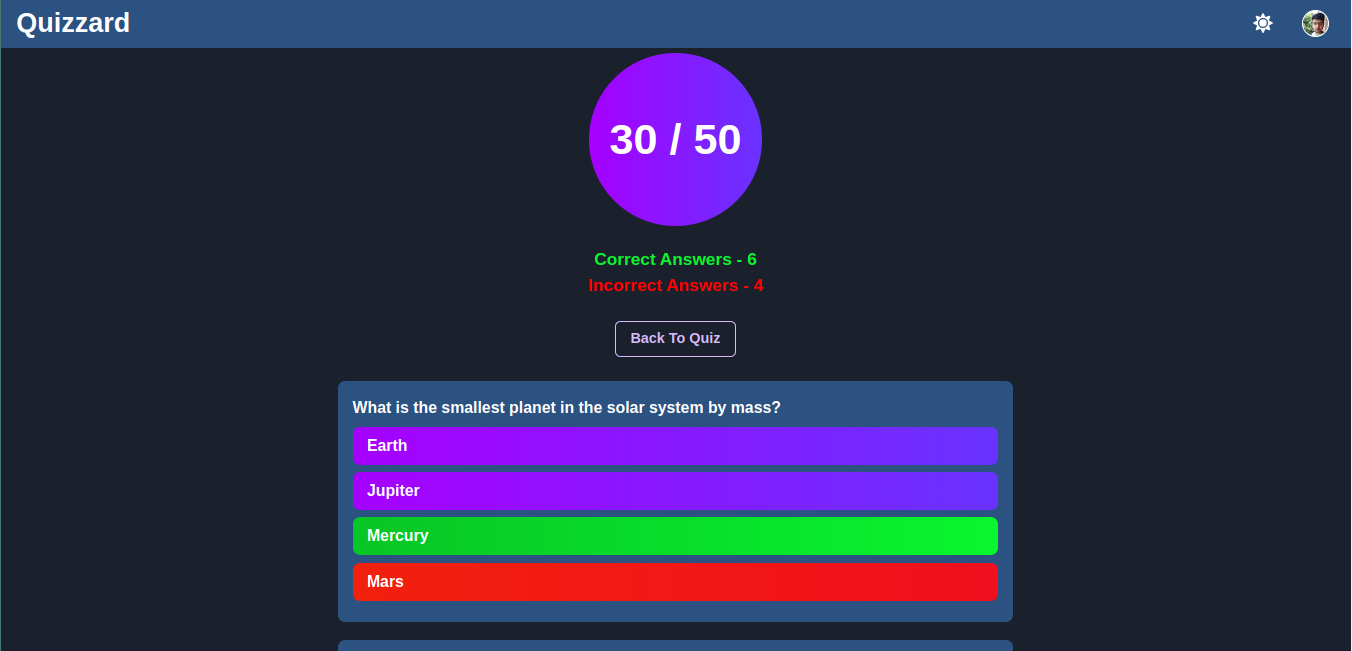 Quizzard
30 / 50
Correct Answers - 6
Incorrect Answers - 4
Back To Quiz
What is the smallest planet in the solar system by mass?
Earth
Jupiter
Mercury
Mars